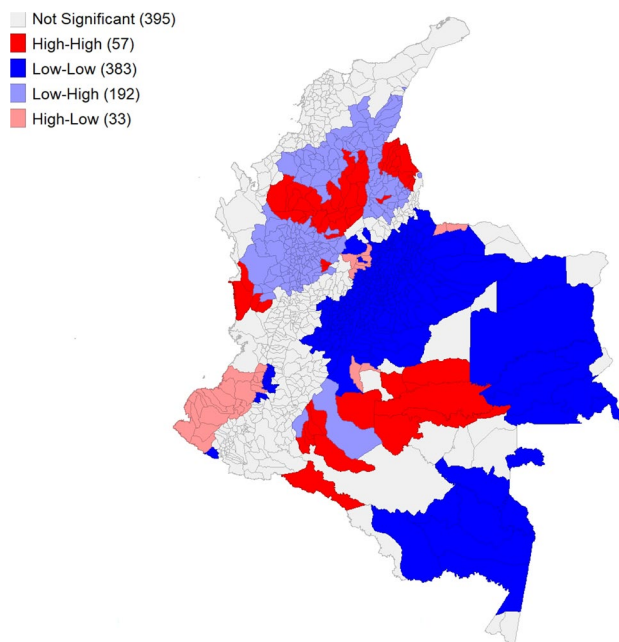 Not Significant (395)
High-High (57)
Low-Low (383)
Low-High (192)
High-Low (33)